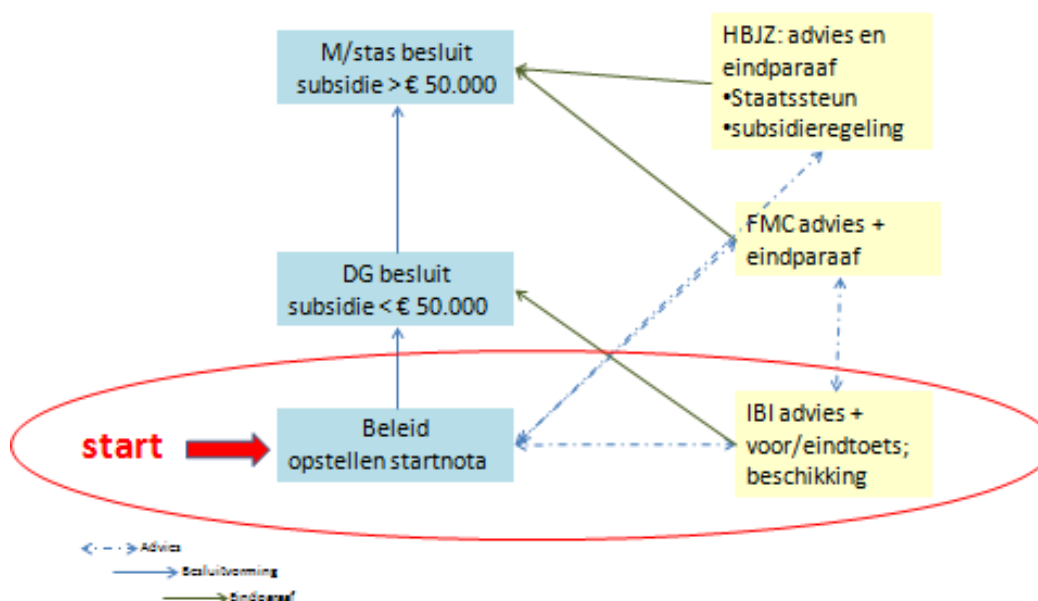 M/stas besluit
subsidie > € 50.000
HBJZ: advies en
eindparaaf
•Staatssteun
•subsidieregeling
FMC advies +
eindparaaf
DG besluit
subsidie < € 50.000
start
Beleid
opstellen startnota
IBI advies +
voor/eindtoets;
beschikking
Advies
Besluitvorming
Eindparaaf